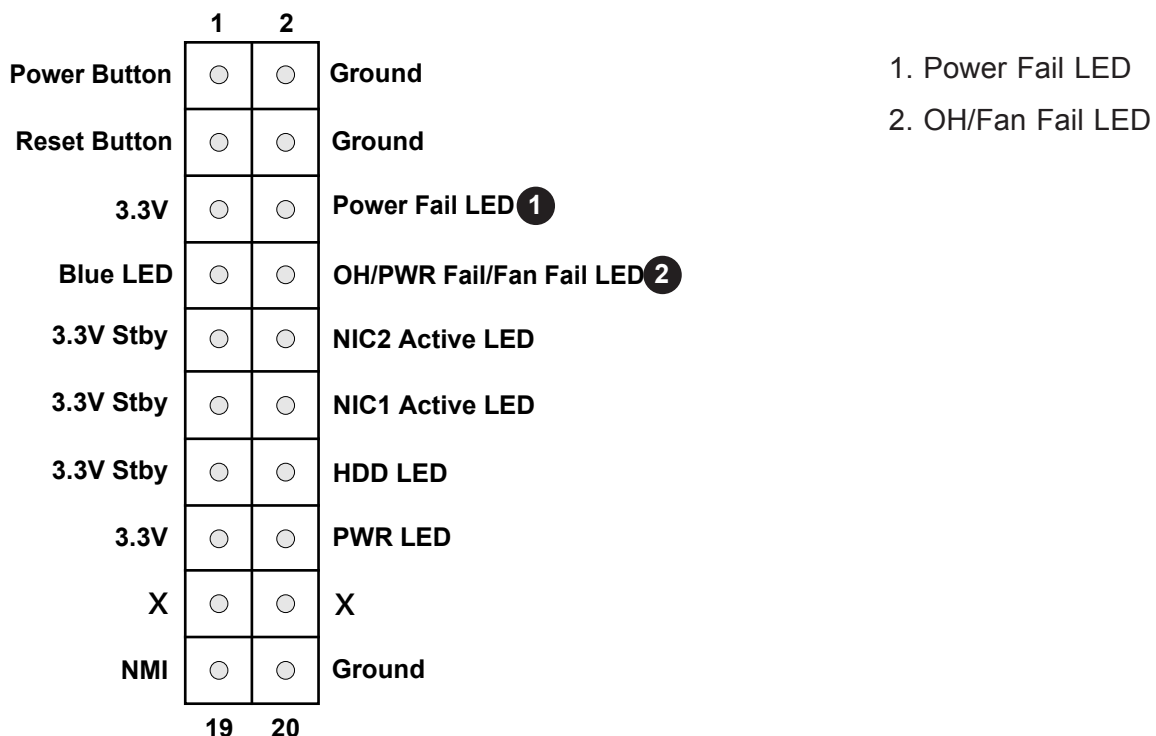 1 2
Power Button Ground
Reset Button Ground
3.3V Power Fail LED 1
Blue LED OH/PWR Fail/Fan Fail LED 2
3.3V Stby NIC2 Active LED
3.3V Stby NIC1 Active LED
3.3V Stby HDD LED
3.3V PWR LED
X X
NMI Ground
19 20
1. Power Fail LED
2. OH/Fan Fail LED